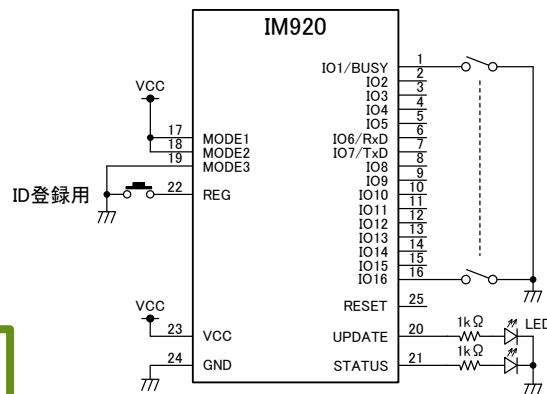 IM920
VCC
17 MODE1
18 MODE2
19 MODE3
ID登録用
22 REG
VCC
23 VCC
24 GND
IO1/BUSY 1
IO2 2
IO3 3
IO4 4
IO5 5
IO6/RxD 6
IO7/TxD 7
IO8 8
IO9 9
IO10 10
IO11 11
IO12 12
IO13 13
IO14 14
IO15 15
IO16 16
RESET 25
UPDATE 20
1kΩ
LED
STATUS 21
1kΩ